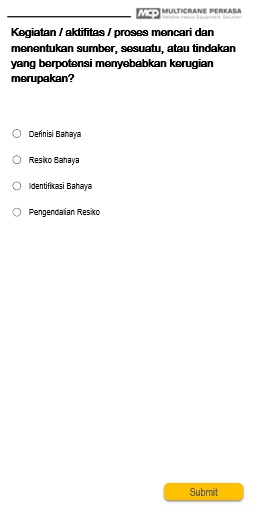 MCP MULTICRANE PERKASA
Reliable Heavy Equipment Solution
Kegiatan / aktifitas / proses mencari dan
menentukan sumber, sesuatu, atau tindakan
yang berpotensi menyebabkan kerugian
merupakan?
Definisi Bahaya
Resiko Bahaya
Identifikasi Bahaya
Pengendalian Resiko
Submit